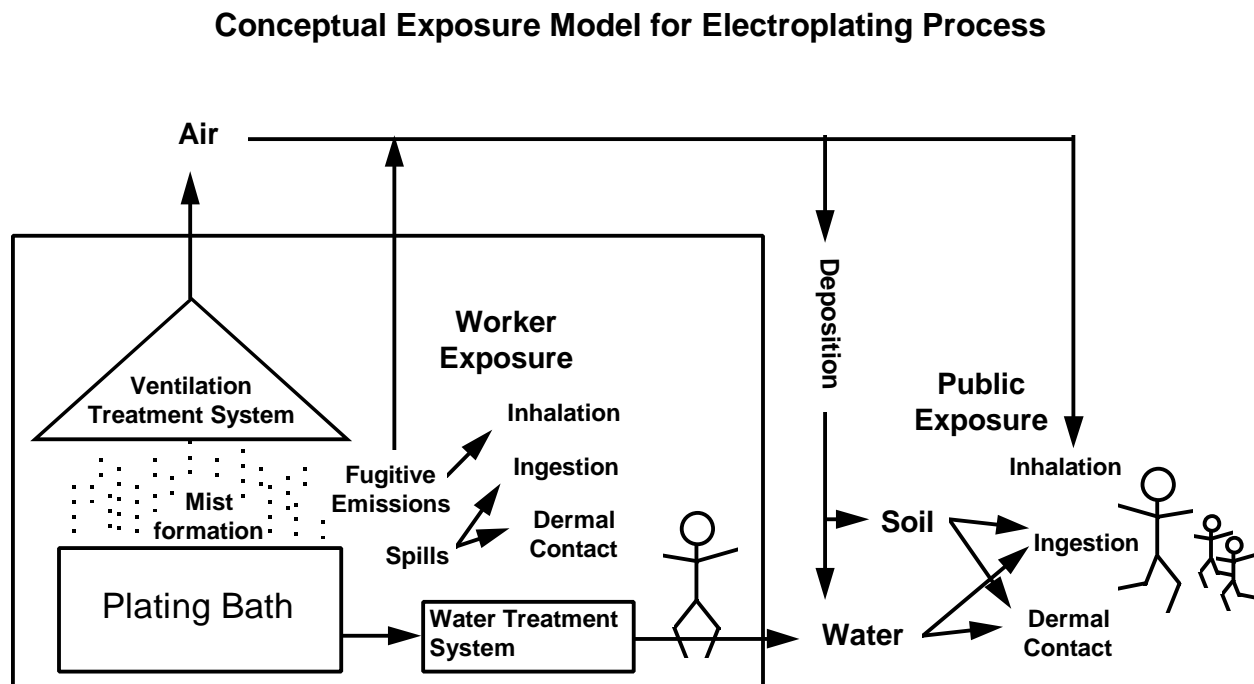 Conceptual Exposure Model for Electroplating Process
Air
Ventilation
Treatment System
Mist
formation
Plating Bath
Worker
Exposure
Fugitive
Emissions
Spills
Inhalation
Ingestion
Dermal
Contact
Water Treatment
System
Deposition
Soil
Water
Public
Exposure
Inhalation
Ingestion
Dermal
Contact